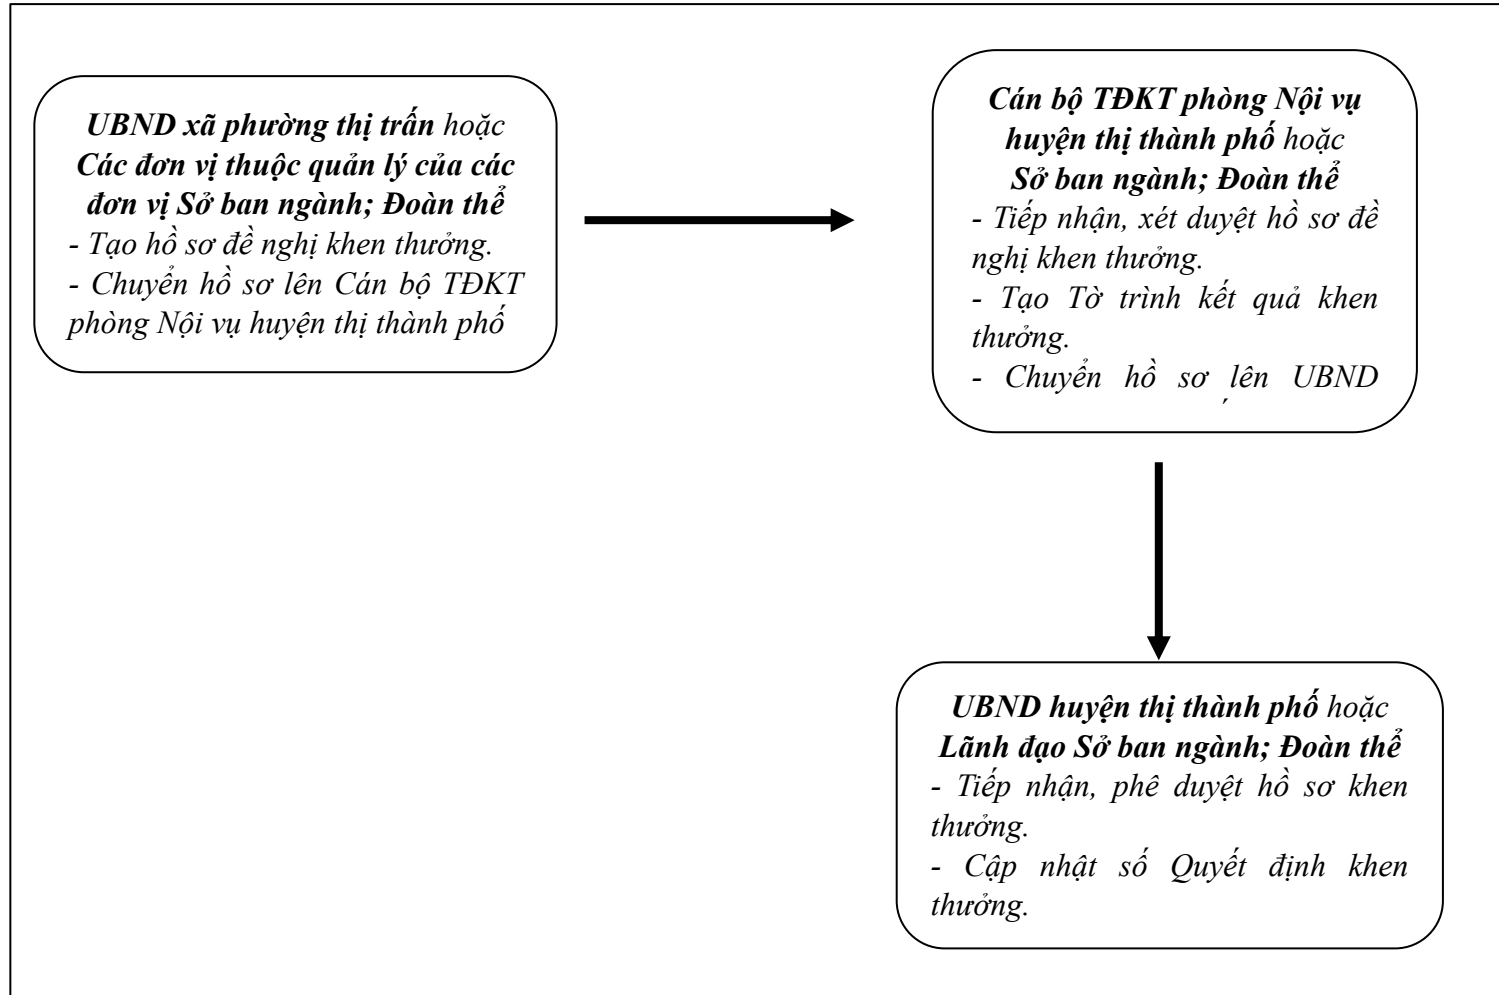 UBND xã phường thị trấn hoặc
Các đơn vị thuộc quản lý của các
đơn vị Sở ban ngành; Đoàn thể
- Tạo hồ sơ đề nghị khen thưởng.
- Chuyển hồ sơ lên Cán bộ TĐKT
phòng Nội vụ huyện thị thành phố
Cán bộ TĐKT phòng Nội vụ
huyện thị thành phố hoặc
Sở ban ngành; Đoàn thể
- Tiếp nhận, xét duyệt hồ sơ đề
nghị khen thưởng.
- Tạo Tờ trình kết quả khen
thưởng.
- Chuyển hồ sơ lên UBND
UBND huyện thị thành phố hoặc
Lãnh đạo Sở ban ngành; Đoàn thể
- Tiếp nhận, phê duyệt hồ sơ khen
thưởng.
- Cập nhật số Quyết định khen
thưởng.